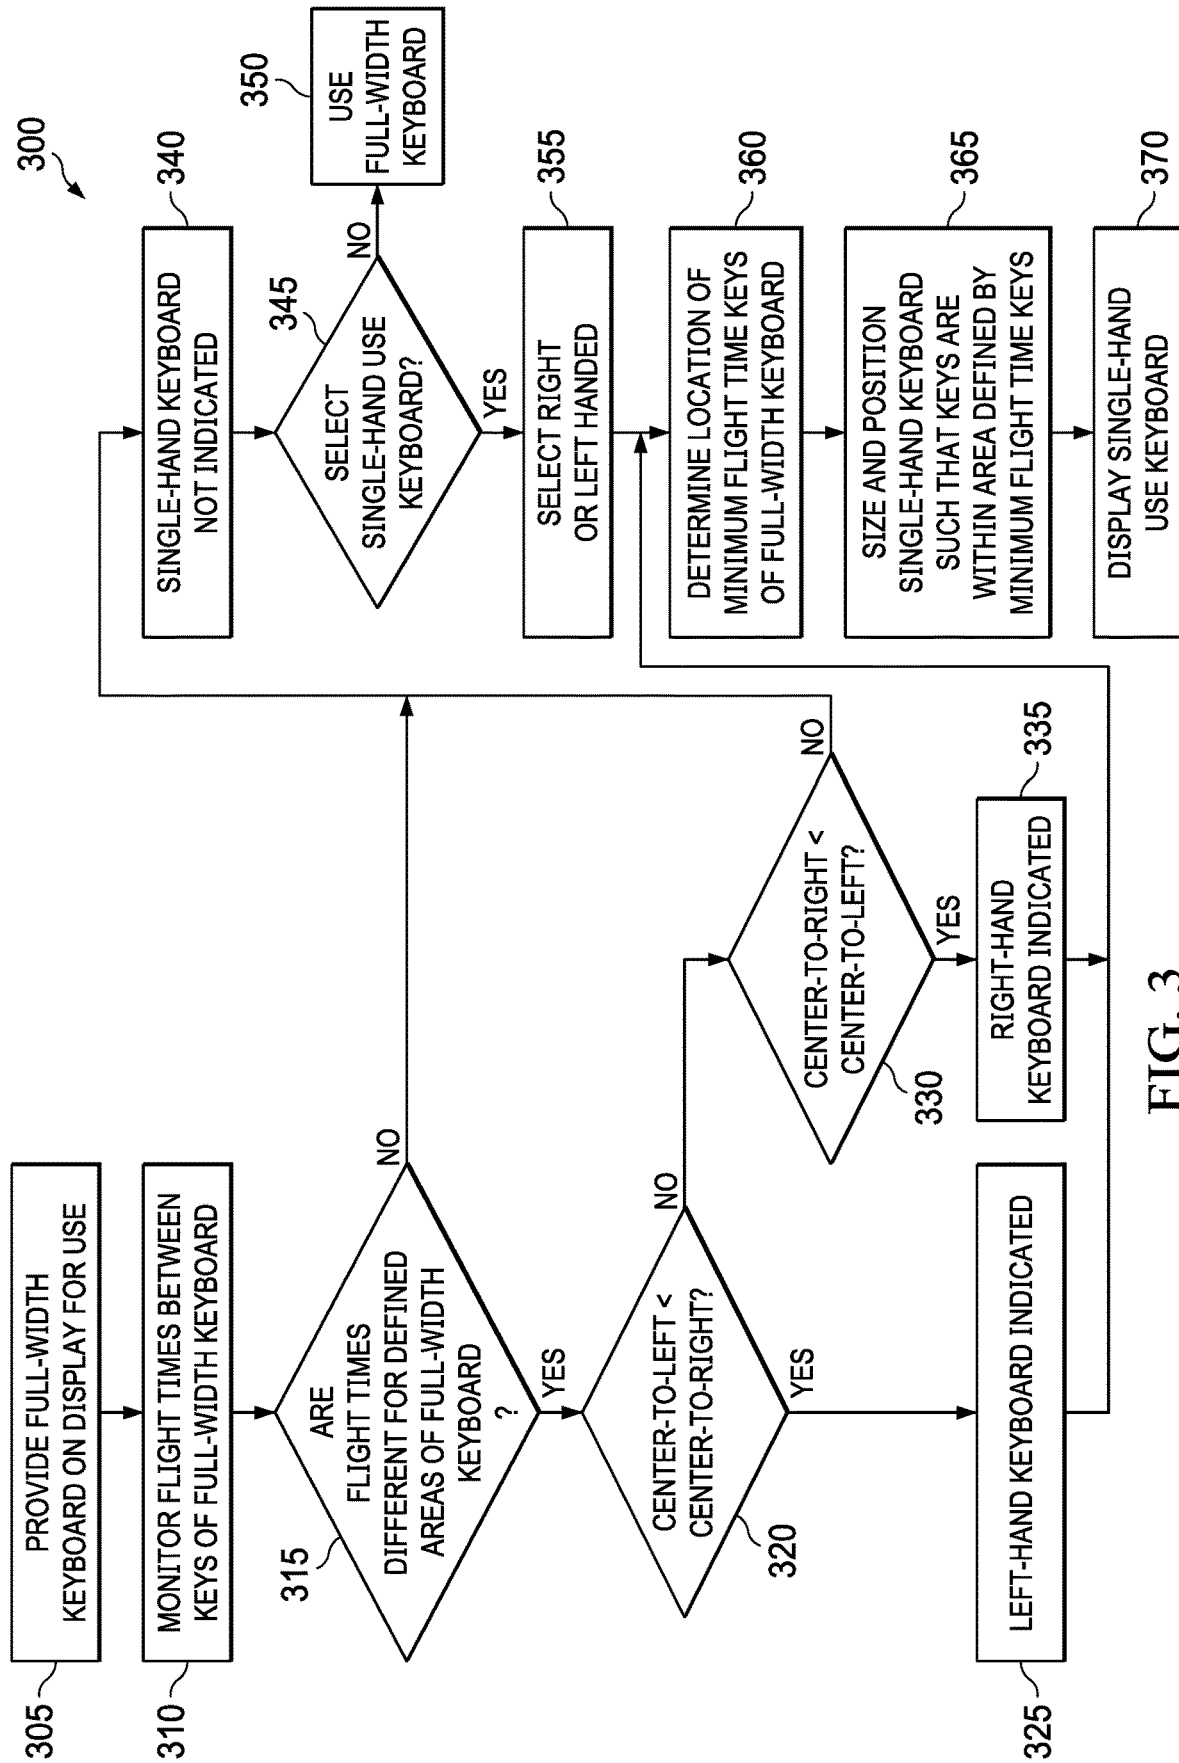 300
305
PROVIDE FULL-WIDTH
KEYBOARD ON DISPLAY FOR USE
310
MONITOR FLIGHT TIMES BETWEEN
KEYS OF FULL-WIDTH KEYBOARD
315
ARE
FLIGHT TIMES
DIFFERENT FOR DEFINED
AREAS OF FULL-WIDTH
KEYBOARD
?
NO
YES
320
CENTER-TO-LEFT <
CENTER-TO-RIGHT?
NO
YES
325
LEFT-HAND KEYBOARD INDICATED
330
CENTER-TO-RIGHT <
CENTER-TO-LEFT?
NO
YES
335
RIGHT-HAND
KEYBOARD INDICATED
340
SINGLE-HAND KEYBOARD
NOT INDICATED
345
SELECT
SINGLE-HAND USE
KEYBOARD?
NO
YES
350
USE
FULL-WIDTH
KEYBOARD
355
SELECT RIGHT
OR LEFT HANDED
360
DETERMINE LOCATION OF
MINIMUM FLIGHT TIME KEYS
OF FULL-WIDTH KEYBOARD
365
SIZE AND POSITION
SINGLE-HAND KEYBOARD
SUCH THAT KEYS ARE
WITHIN AREA DEFINED BY
MINIMUM FLIGHT TIME KEYS
370
DISPLAY SINGLE-HAND
USE KEYBOARD
FIG. 3